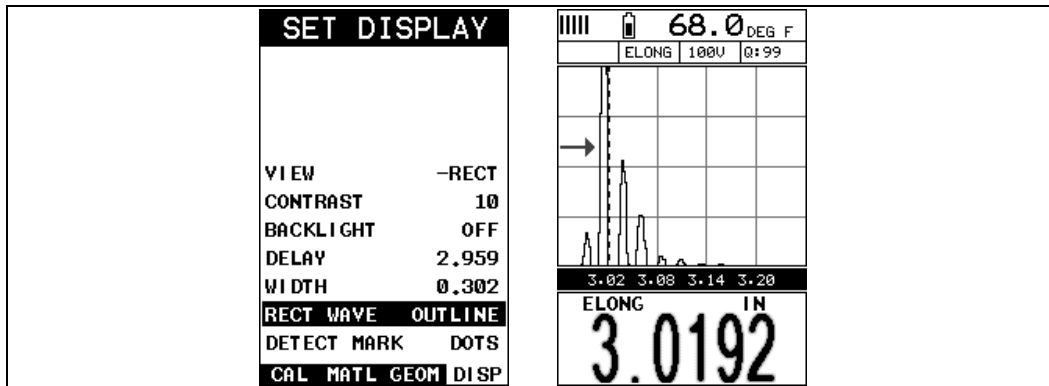 SET DISPLAY
VIEW -RECT
CONTRAST 10
BACKLIGHT OFF
DELAY 2.959
WIDTH 0.302
RECT WAVE OUTLINE
DETECT MARK DOTS
CAL MATL GEOM DISP
68.0 DEG F
ELONG 100V Q:99
3.02 3.08 3.14 3.20
ELONG IN
3.0192